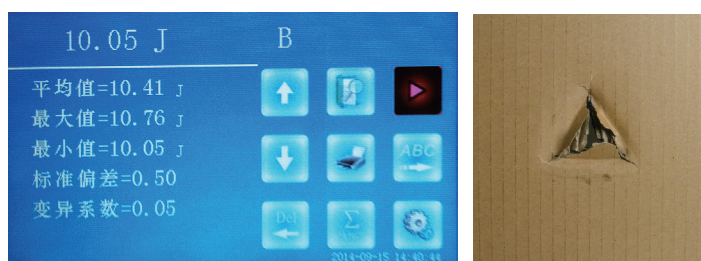 10.05 J
B
平均值=10.41 J
最大值=10.76 J
最小值=10.05 J
标准偏差=0.50
变异系数=0.05
ABC
Del
Σ
2014-09-15 14:40:44